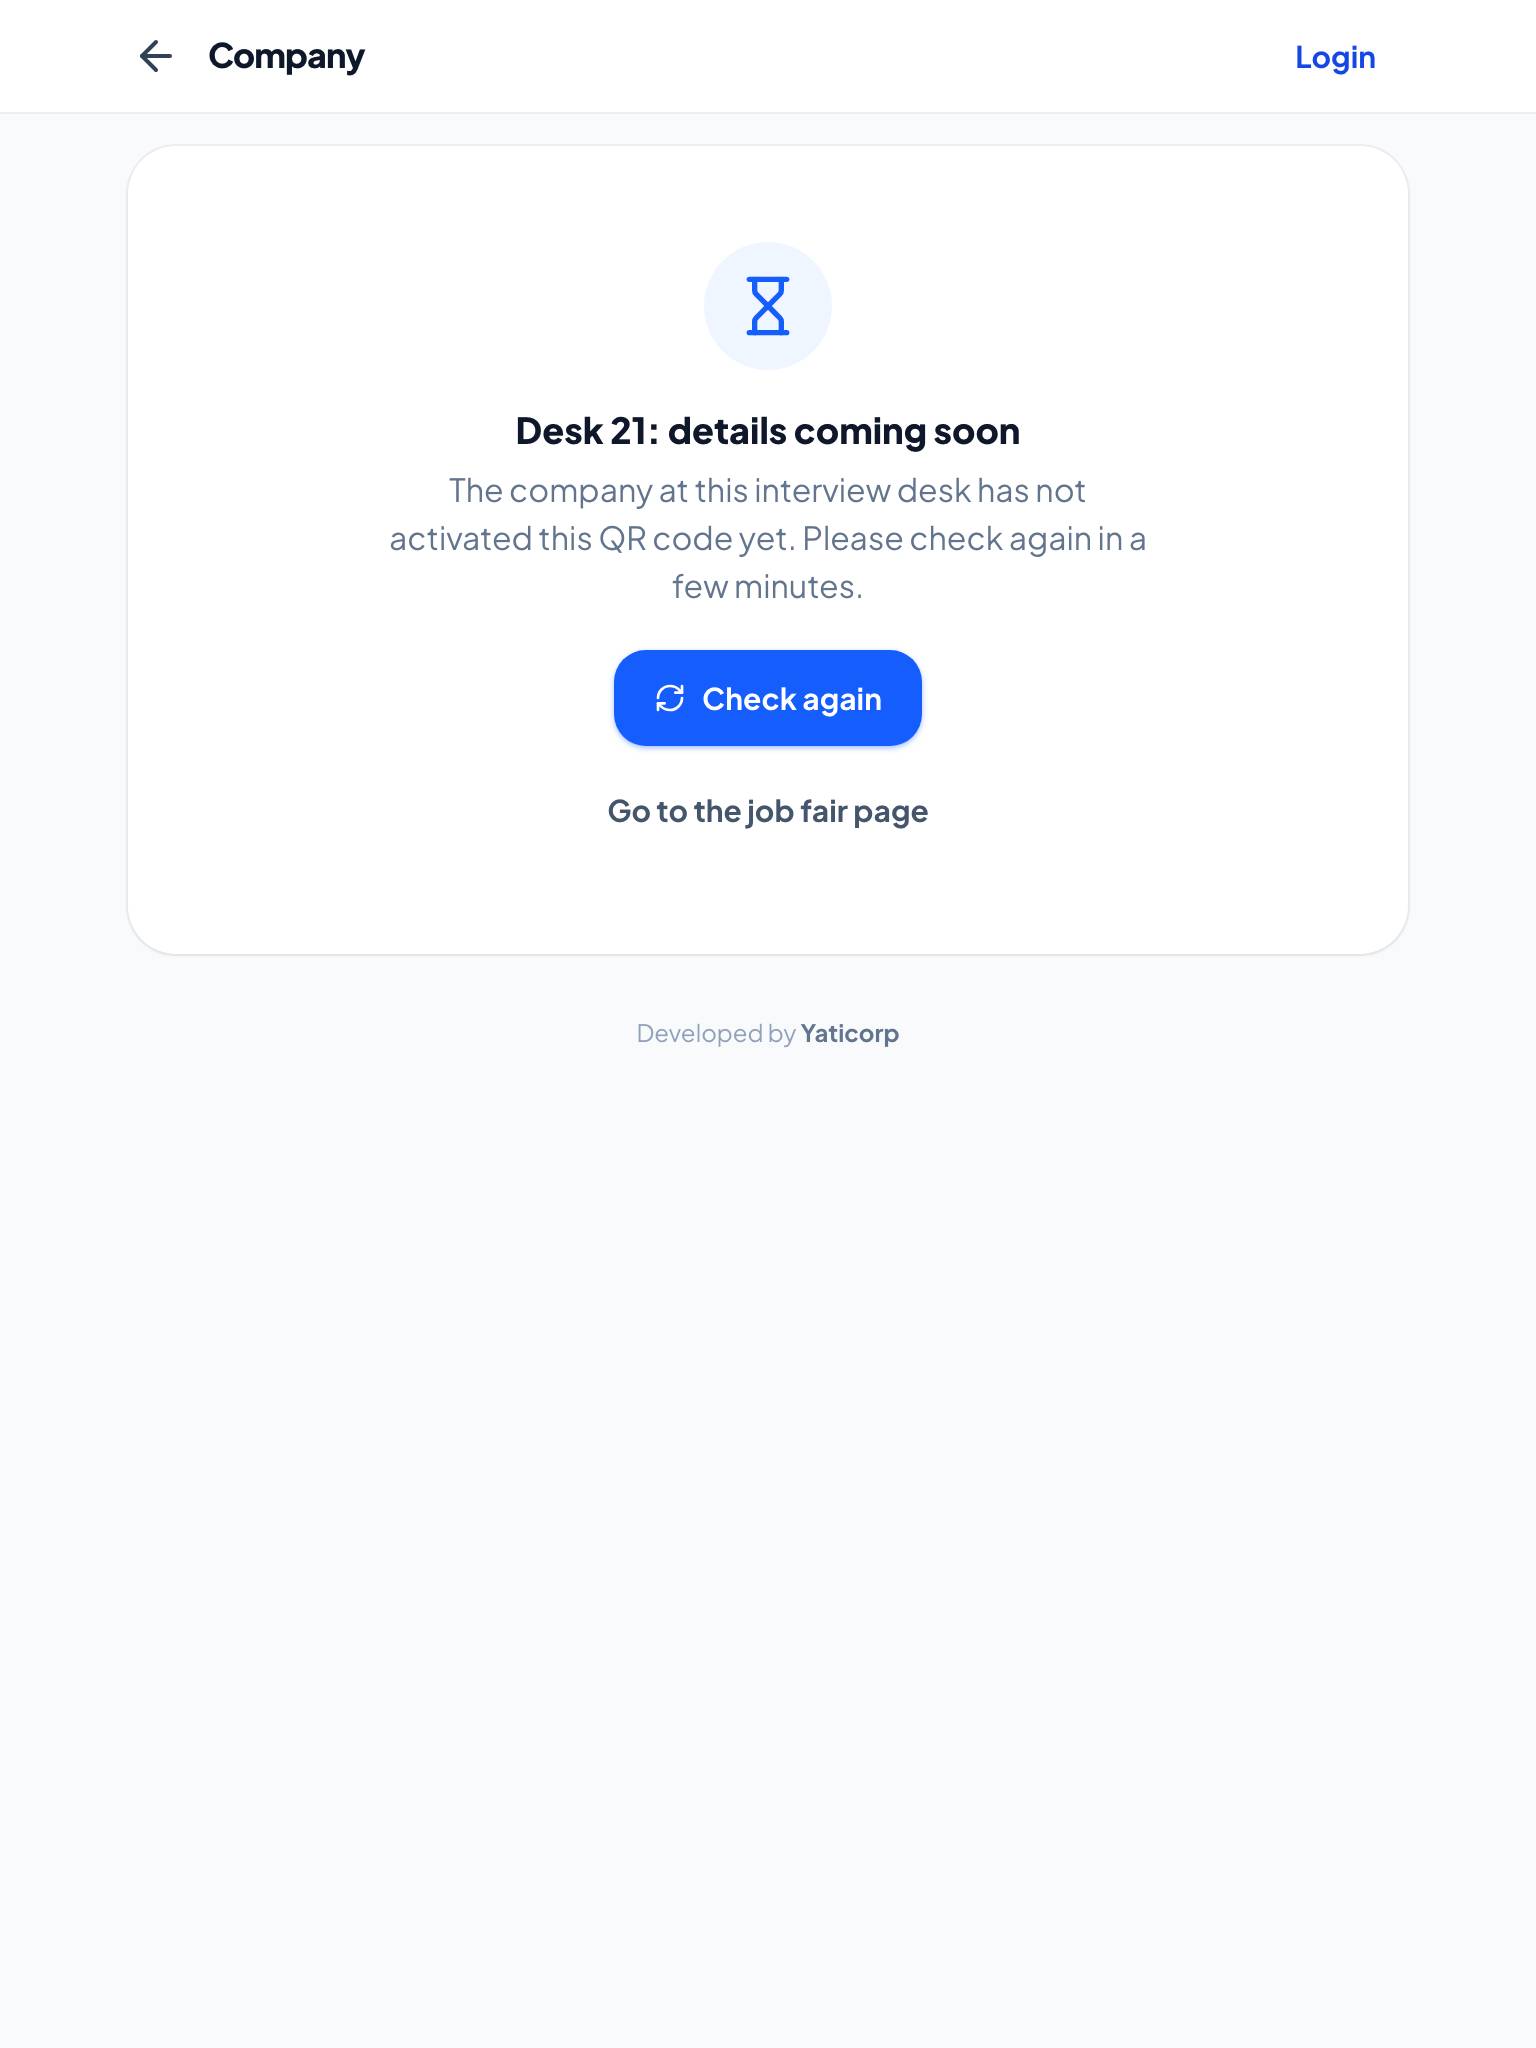 Company
Login
Desk 21: details coming soon
The company at this interview desk has not
activated this QR code yet. Please check again in a
few minutes.
Check again
Go to the job fair page
Developed by Yaticorp